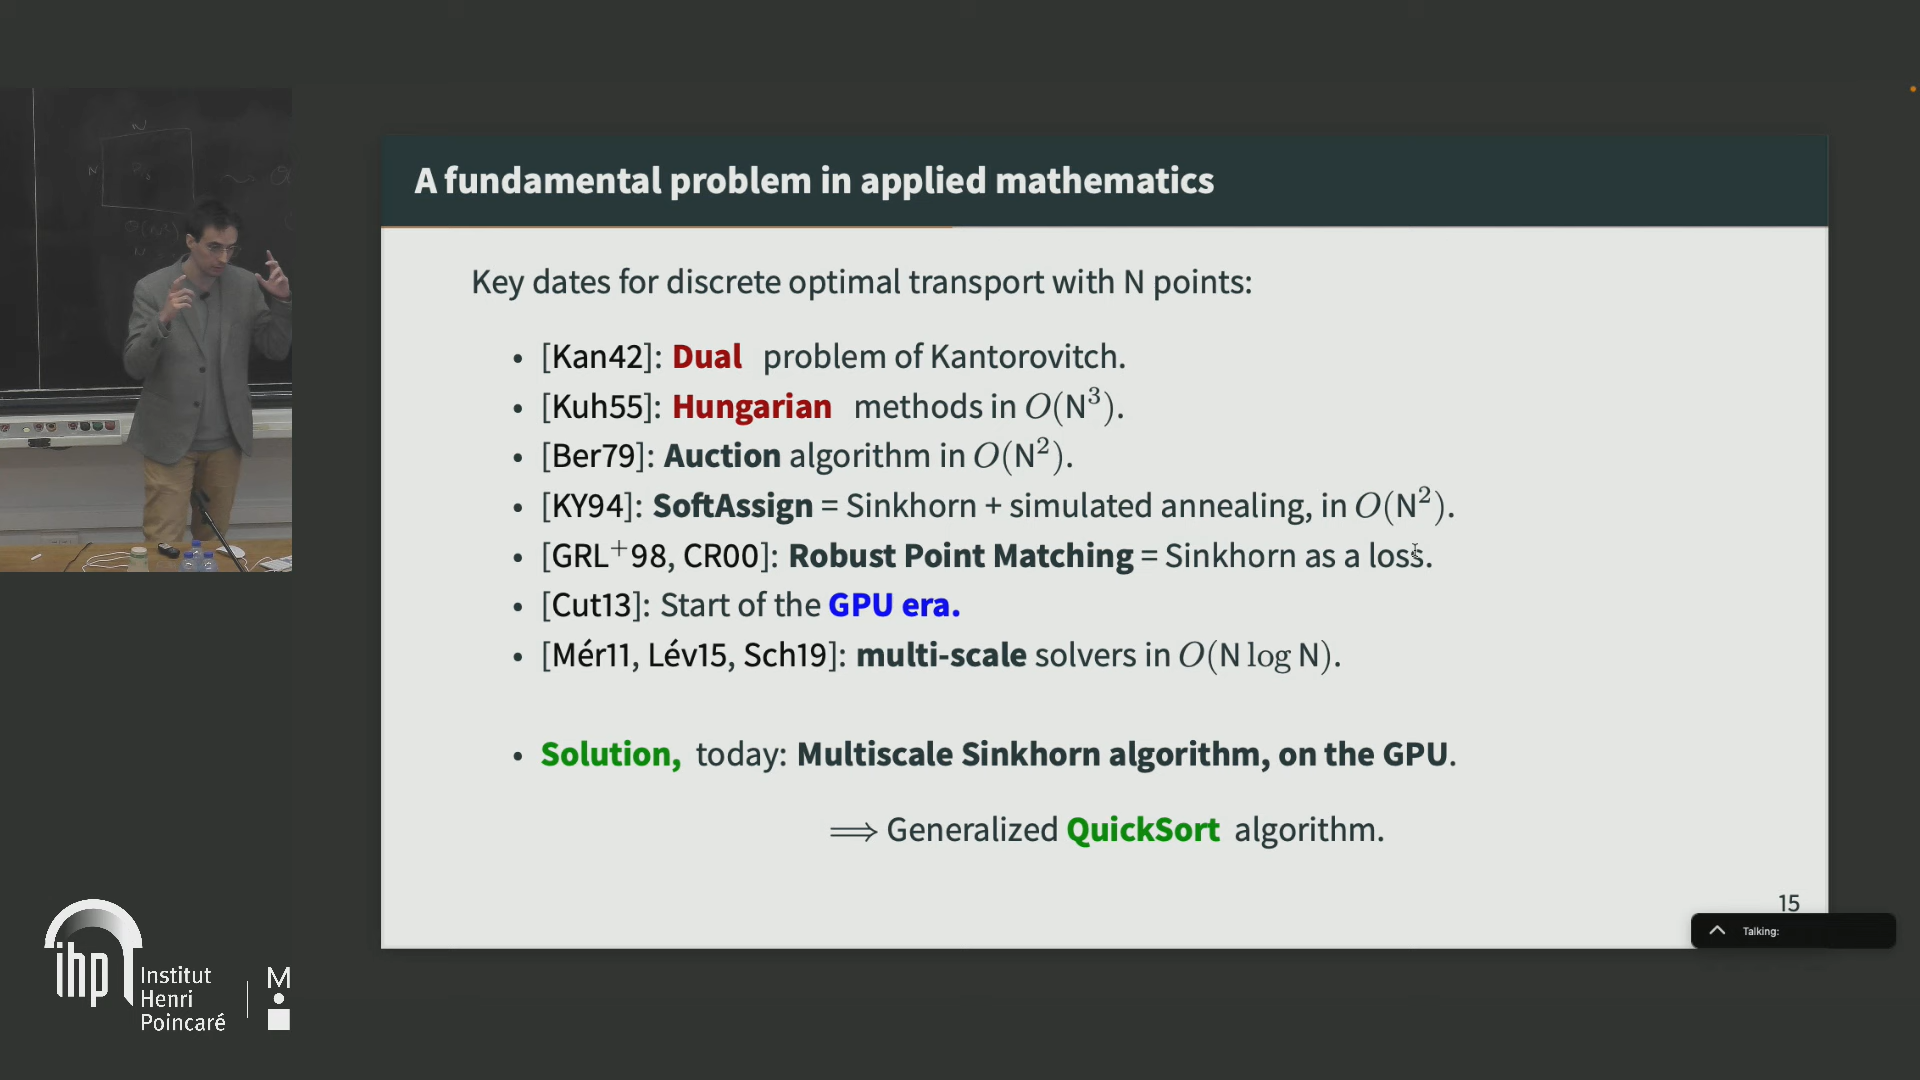 A fundamental problem in applied mathematics
Key dates for discrete optimal transport with N points:
• [Kan42]: Dual problem of Kantorovitch.
• [Kuh55]: Hungarian methods in O(N³).
• [Ber79]: Auction algorithm in O(N²).
• [KY94]: SoftAssign = Sinkhorn + simulated annealing, in O(N²).
• [GRL⁺98, CR00]: Robust Point Matching = Sinkhorn as a loss.
• [Cut13]: Start of the GPU era.
• [Mér11, Lév15, Sch19]: multi-scale solvers in O(N log N).
• Solution, today: Multiscale Sinkhorn algorithm, on the GPU.
⟹ Generalized QuickSort algorithm.
15
Talking:
N
N
ihp
Institut
Henri
Poincaré
M